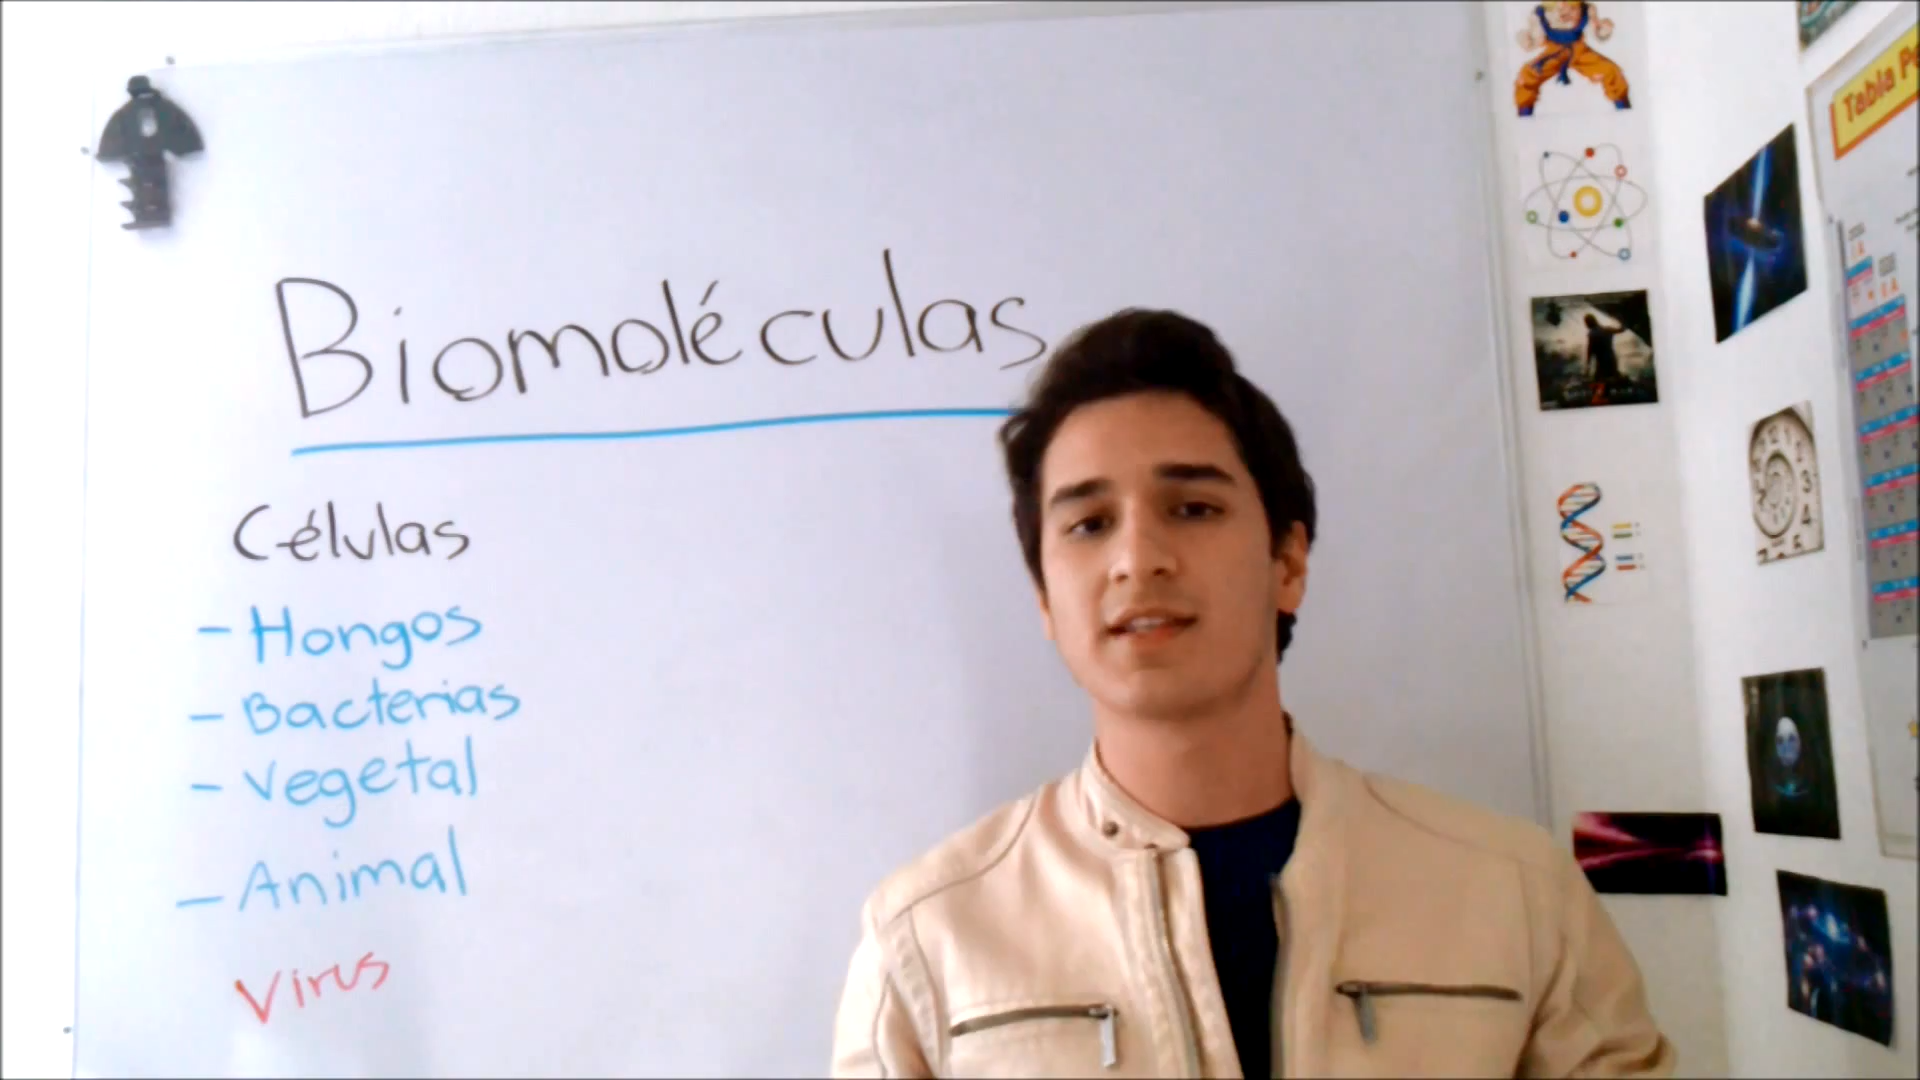 Biomoléculas
Células
- Hongos
- Bacterias
- Vegetal
- Animal
Virus
Tabla P